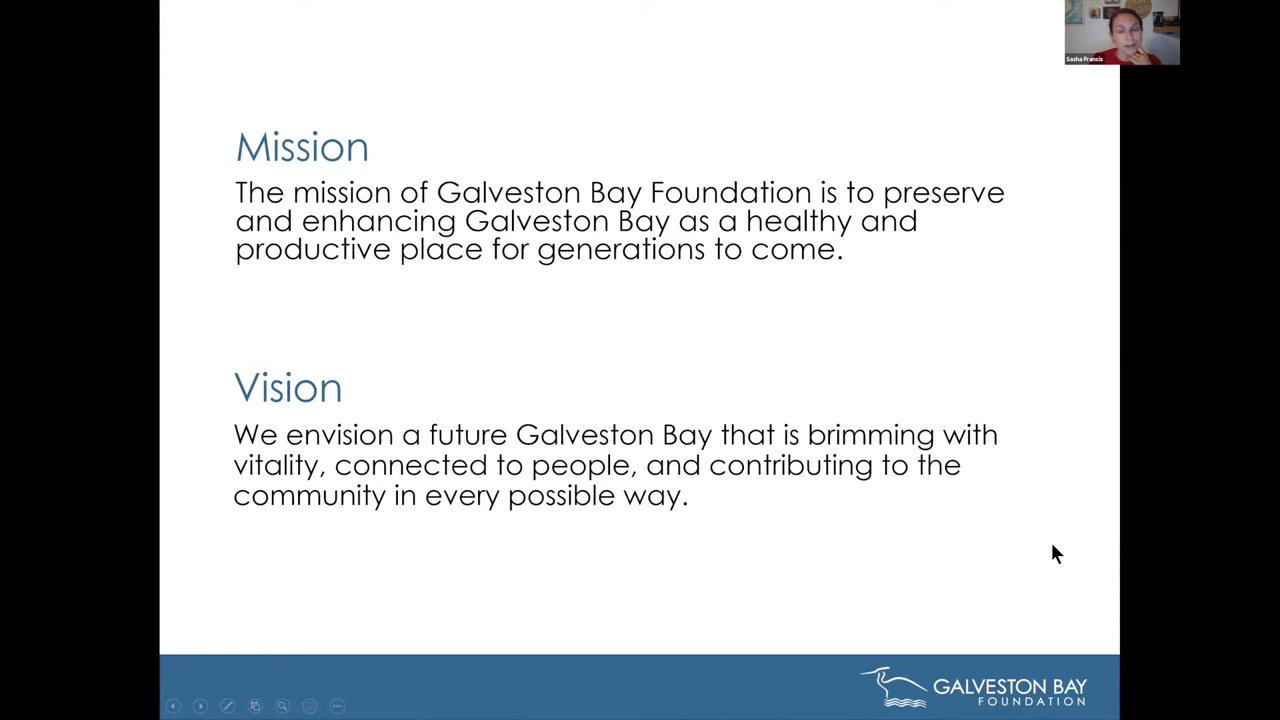 Sasha Francis
Mission
The mission of Galveston Bay Foundation is to preserve
and enhancing Galveston Bay as a healthy and
productive place for generations to come.
Vision
We envision a future Galveston Bay that is brimming with
vitality, connected to people, and contributing to the
community in every possible way.
GALVESTON BAY
FOUNDATION